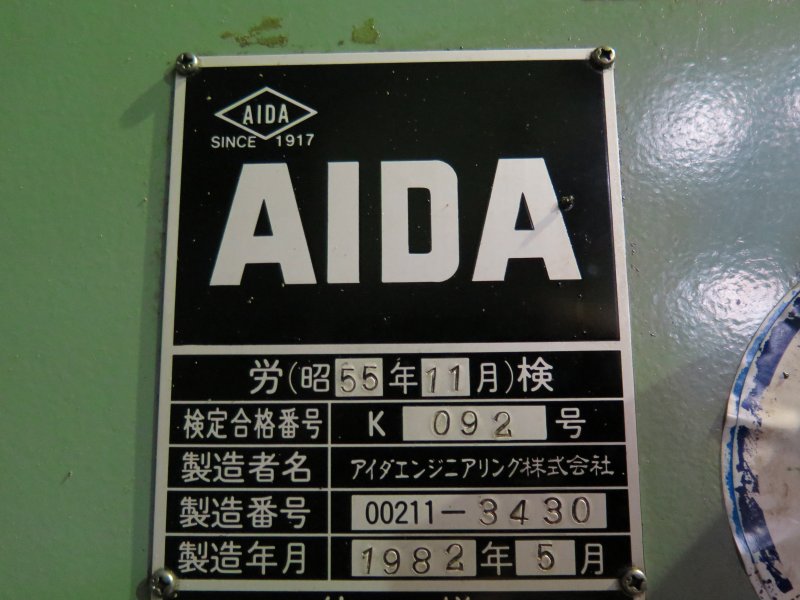 AIDA
SINCE 1917
AIDA
労(昭55年11月)検
検定合格番号 K 092 号
製造者名 アイダエンジニアリング株式会社
製造番号 00211-3430
製造年月 1982年5月